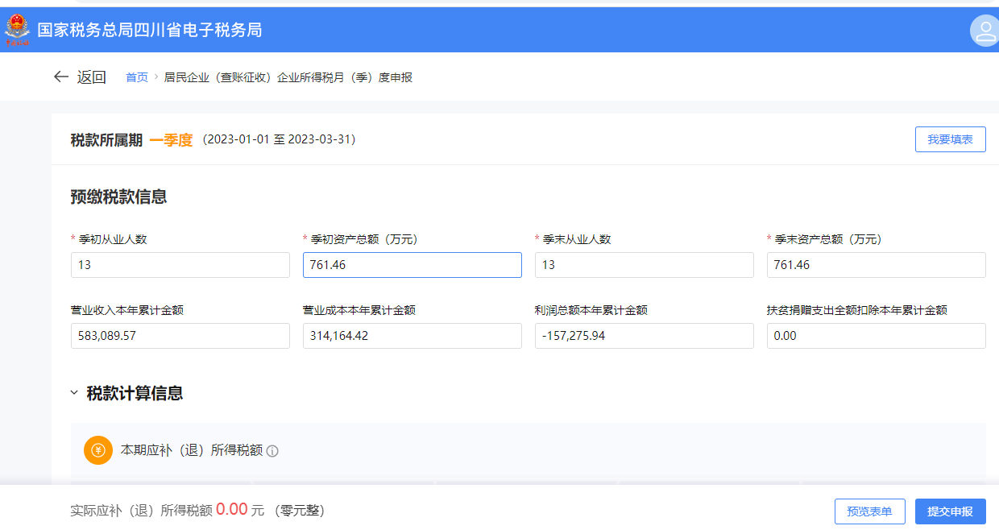 国家税务总局四川省电子税务局
返回 首页 > 居民企业（查账征收）企业所得税月（季）度申报
税款所属期 一季度 （2023-01-01 至 2023-03-31） 我要填表
预缴税款信息
* 季初从业人数 * 季初资产总额（万元） * 季末从业人数 * 季末资产总额（万元）
13 761.46 13 761.46
营业收入本年累计金额 营业成本本年累计金额 利润总额本年累计金额 扶贫捐赠支出全额扣除本年累计金额
583,089.57 314,164.42 -157,275.94 0.00
税款计算信息
本期应补（退）所得税额
实际应补（退）所得税额 0.00 元 （零元整） 预览表单 提交申报